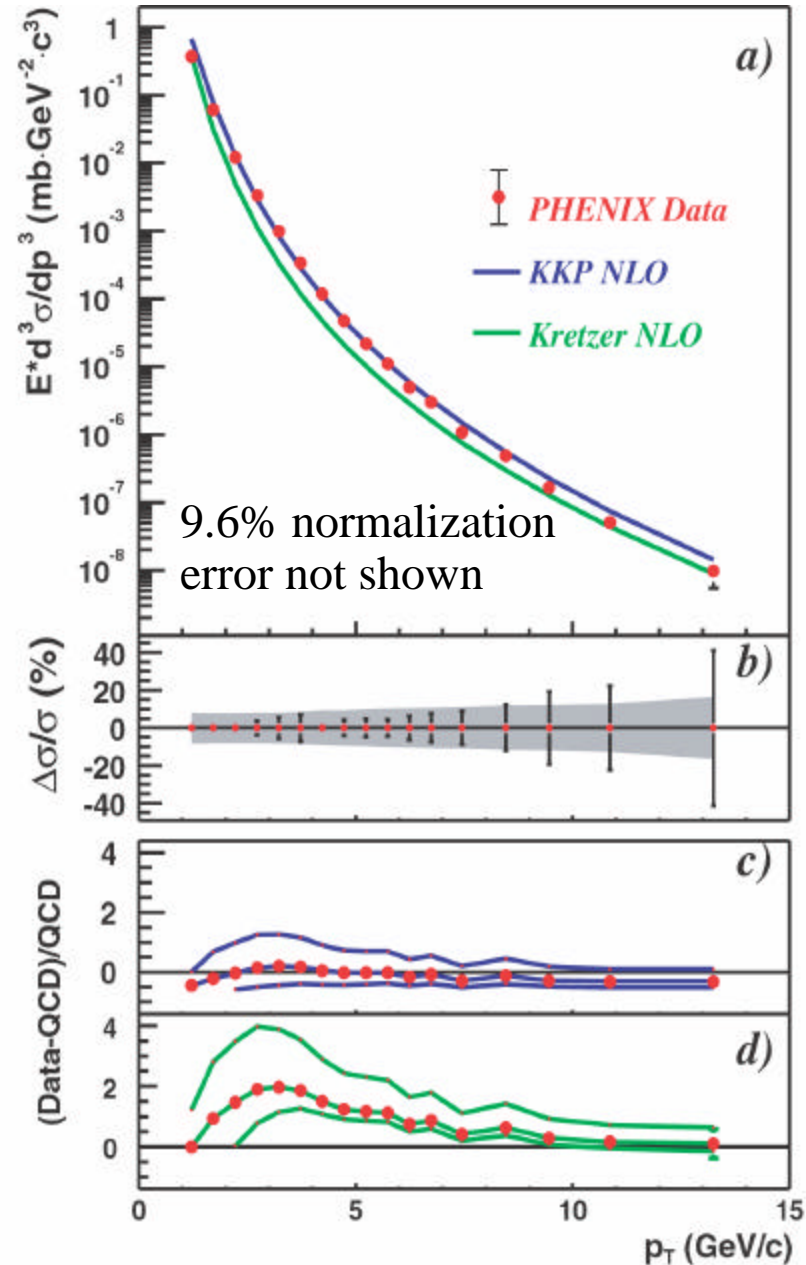 E*d³σ/dp³ (mb·GeV⁻²·c³)
1
10⁻¹
10⁻²
10⁻³
10⁻⁴
10⁻⁵
10⁻⁶
10⁻⁷
10⁻⁸
a)
PHENIX Data
KKP NLO
Kretzer NLO
9.6% normalization
error not shown
Δσ/σ (%)
40
20
0
-20
-40
b)
(Data-QCD)/QCD
4
2
0
c)
4
2
0
d)
0 5 10 15
p_T (GeV/c)